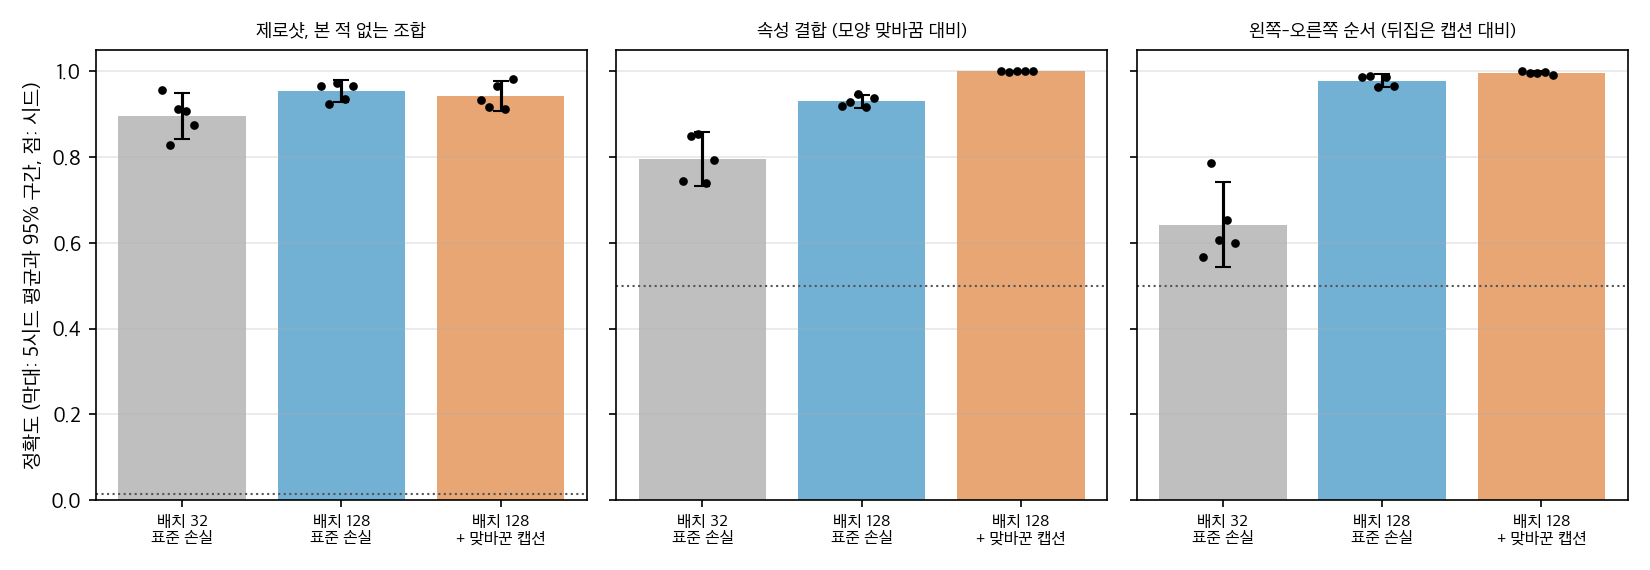 제로샷, 본 적 없는 조합
속성 결합 (모양 맞바꿈 대비)
왼쪽-오른쪽 순서 (뒤집은 캡션 대비)
정확도 (막대: 5시드 평균과 95% 구간, 점: 시드)
1.0
0.8
0.6
0.4
0.2
0.0
배치 32
표준 손실
배치 128
표준 손실
배치 128
+ 맞바꾼 캡션
배치 32
표준 손실
배치 128
표준 손실
배치 128
+ 맞바꾼 캡션
배치 32
표준 손실
배치 128
표준 손실
배치 128
+ 맞바꾼 캡션